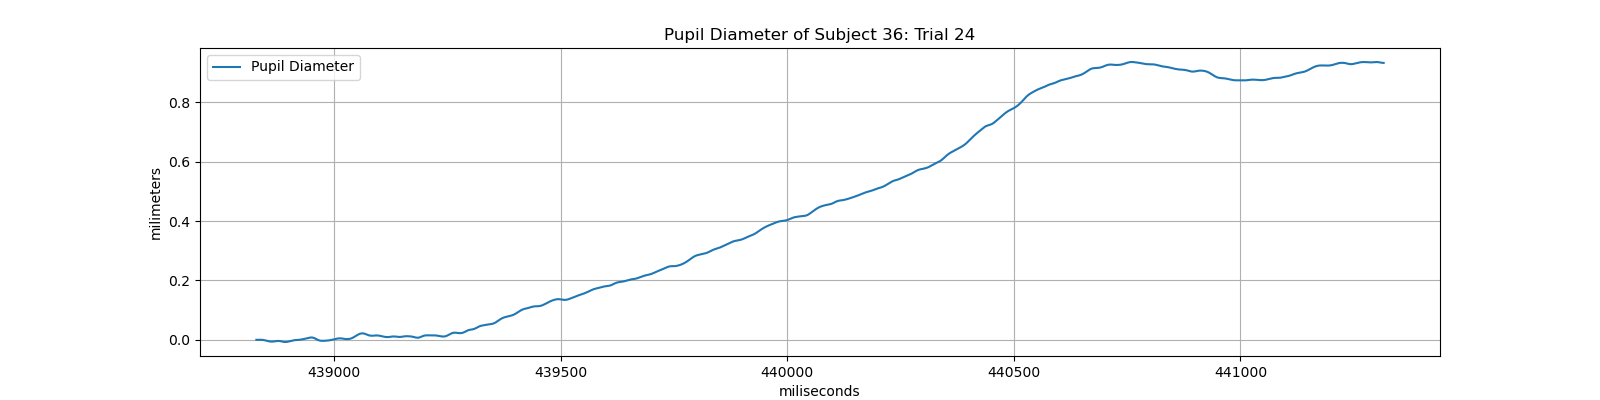 Pupil Diameter of Subject 36: Trial 24
Pupil Diameter
milimeters
0.8
0.6
0.4
0.2
0.0
439000 439500 440000 440500 441000
miliseconds